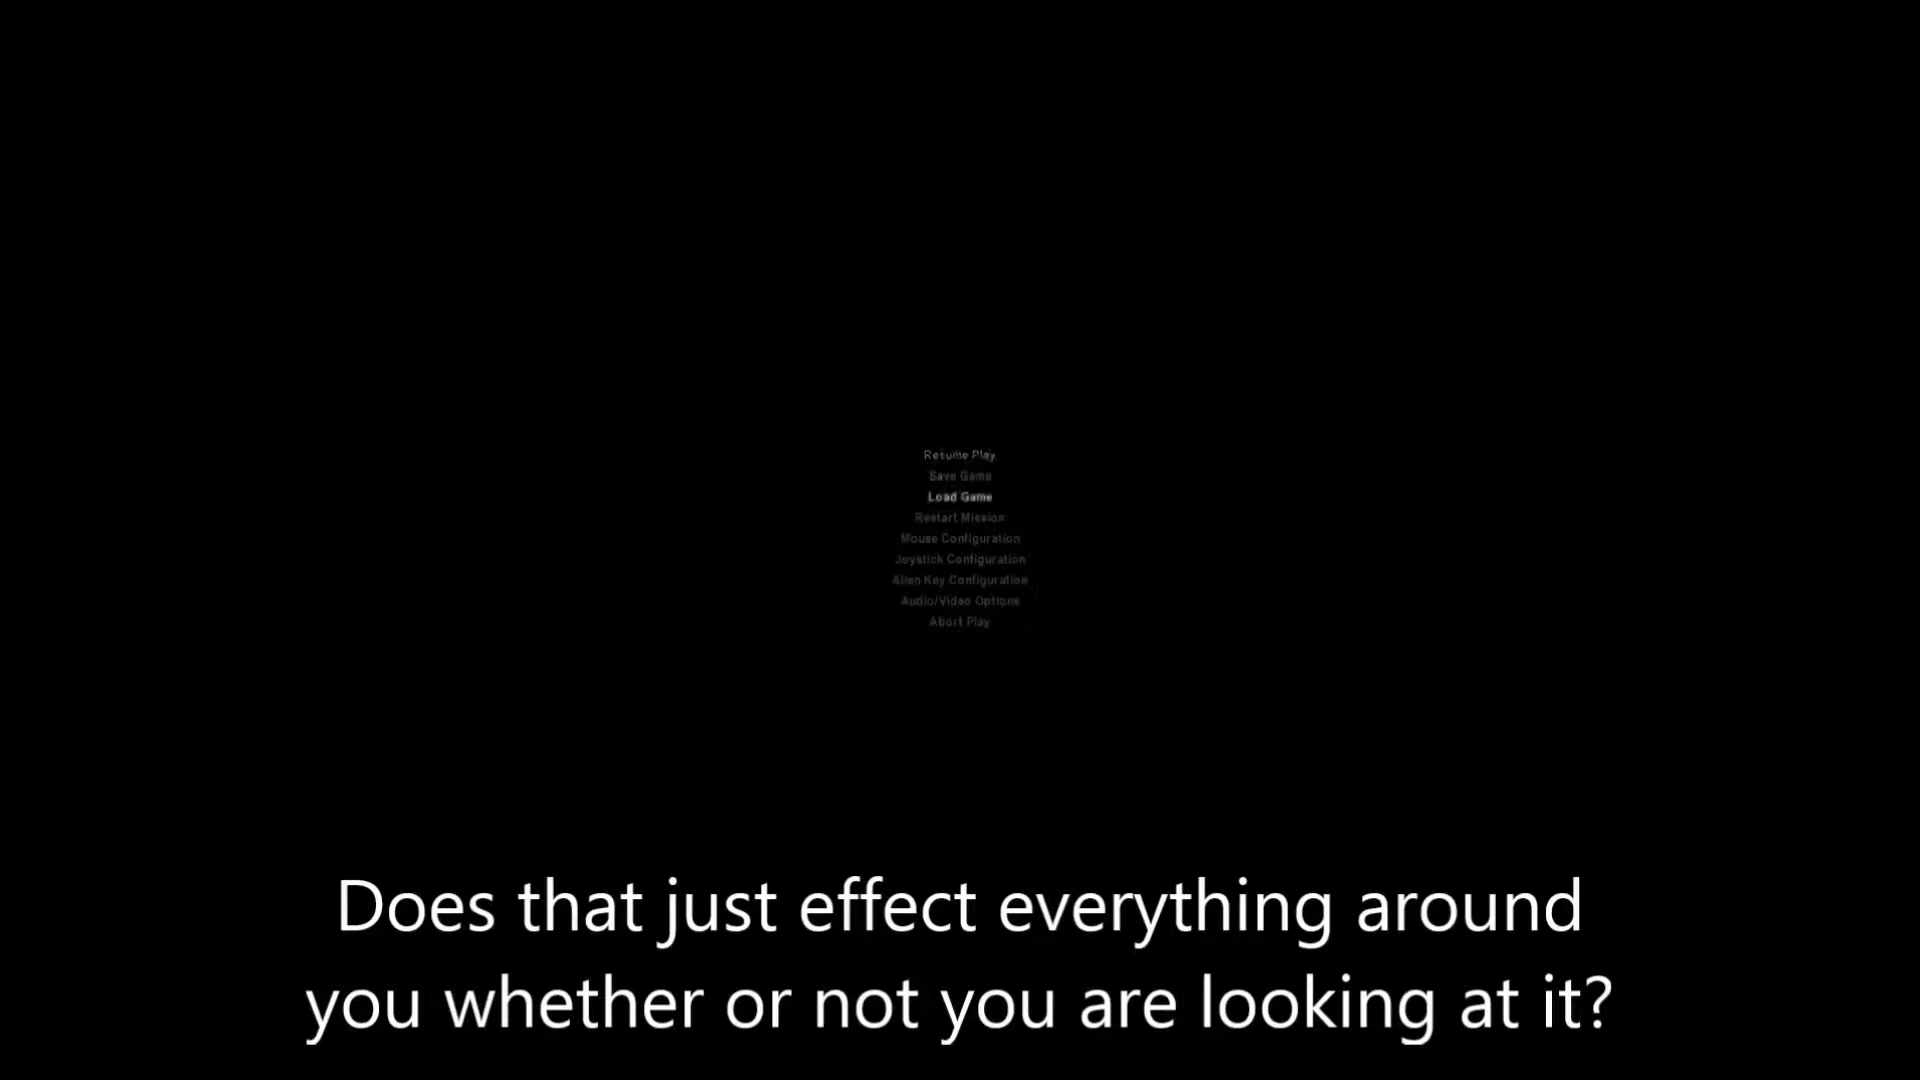 Resume Play
Save Game
Load Game
Restart Mission
Mouse Configuration
Joystick Configuration
Alien Key Configuration
Audio/Video Options
Abort Play
Does that just effect everything around
you whether or not you are looking at it?